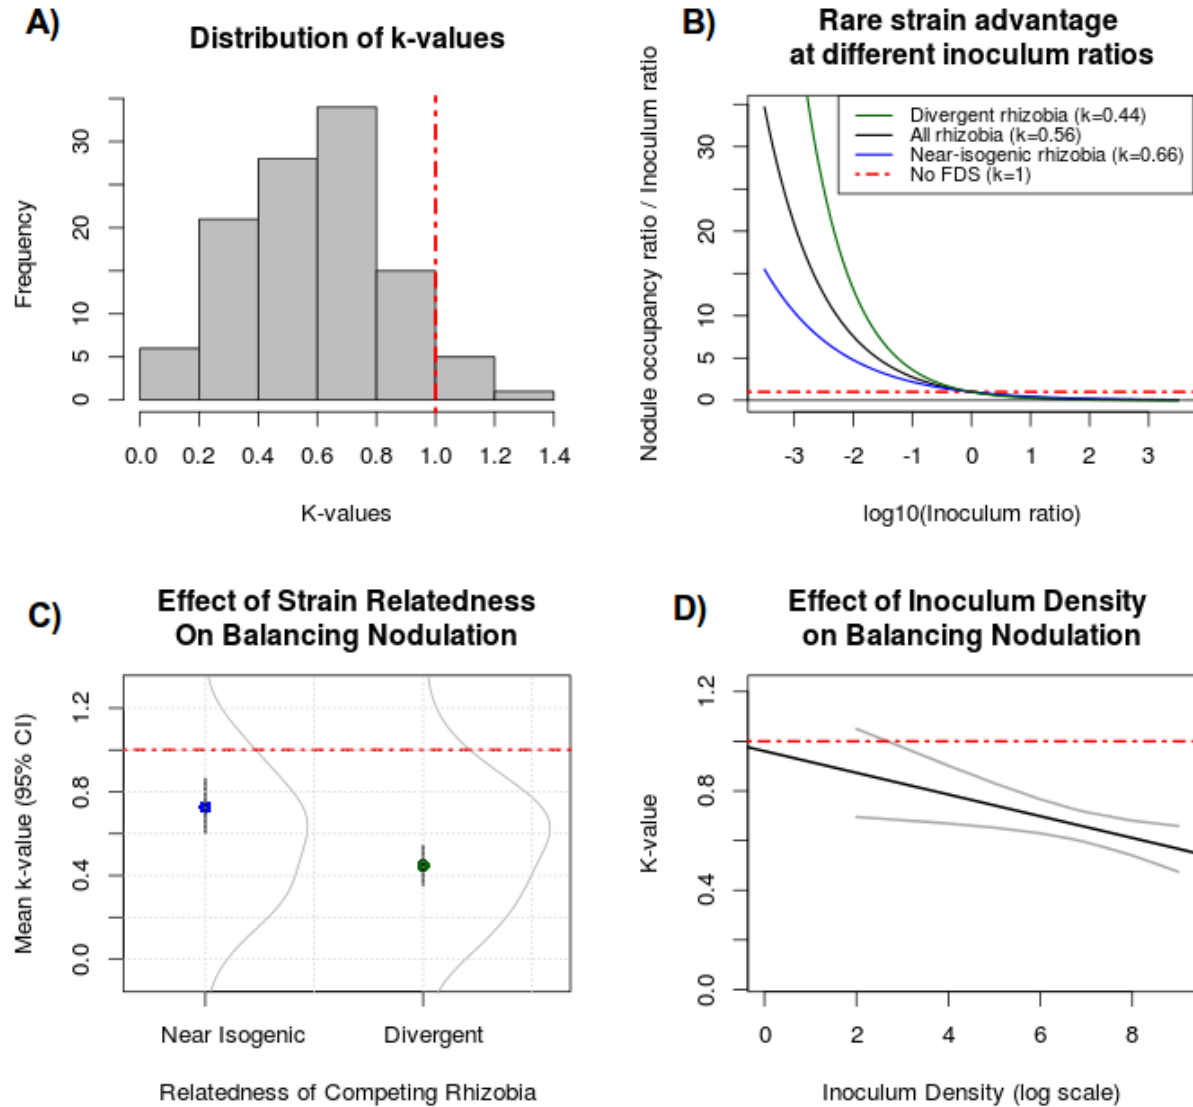 A)
Distribution of k-values
Frequency
0
10
20
30
0.0 0.2 0.4 0.6 0.8 1.0 1.2 1.4
K-values
B)
Rare strain advantage
at different inoculum ratios
Nodule occupancy ratio / Inoculum ratio
0
5
10
20
30
Divergent rhizobia (k=0.44)
All rhizobia (k=0.56)
Near-isogenic rhizobia (k=0.66)
No FDS (k=1)
-3 -2 -1 0 1 2 3
log10(Inoculum ratio)
C)
Effect of Strain Relatedness
On Balancing Nodulation
Mean k-value (95% CI)
0.0
0.4
0.8
1.2
Near Isogenic Divergent
Relatedness of Competing Rhizobia
D)
Effect of Inoculum Density
on Balancing Nodulation
K-value
0.0
0.4
0.8
1.2
0 2 4 6 8
Inoculum Density (log scale)